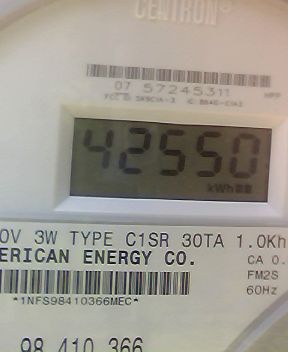 CENTRON®
07 57245311
42550
kWh
0V 3W TYPE C1SR 30TA 1.0Kh
ERICAN ENERGY CO.
CA 0.
FM2S
*1NFS98410366MEC*
60Hz
98 410 366